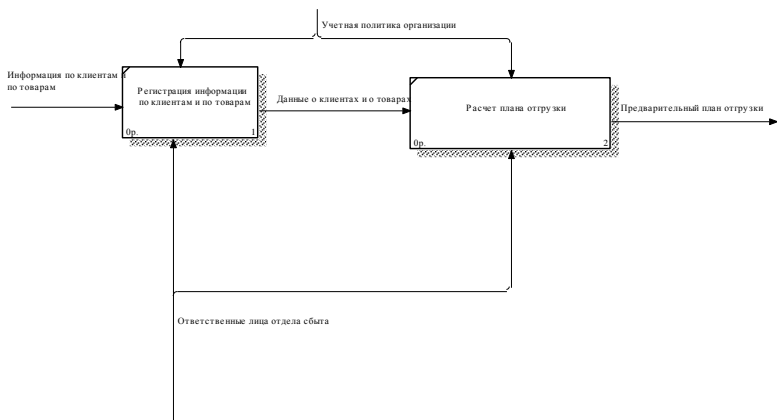 Учетная политика организации
Информация по клиентам и
по товарам
Регистрация информации
по клиентам и по товарам
0р.
1
Данные о клиентах и о товарах
Расчет плана отгрузки
0р.
2
Предварительный план отгрузки
Ответственные лица отдела сбыта